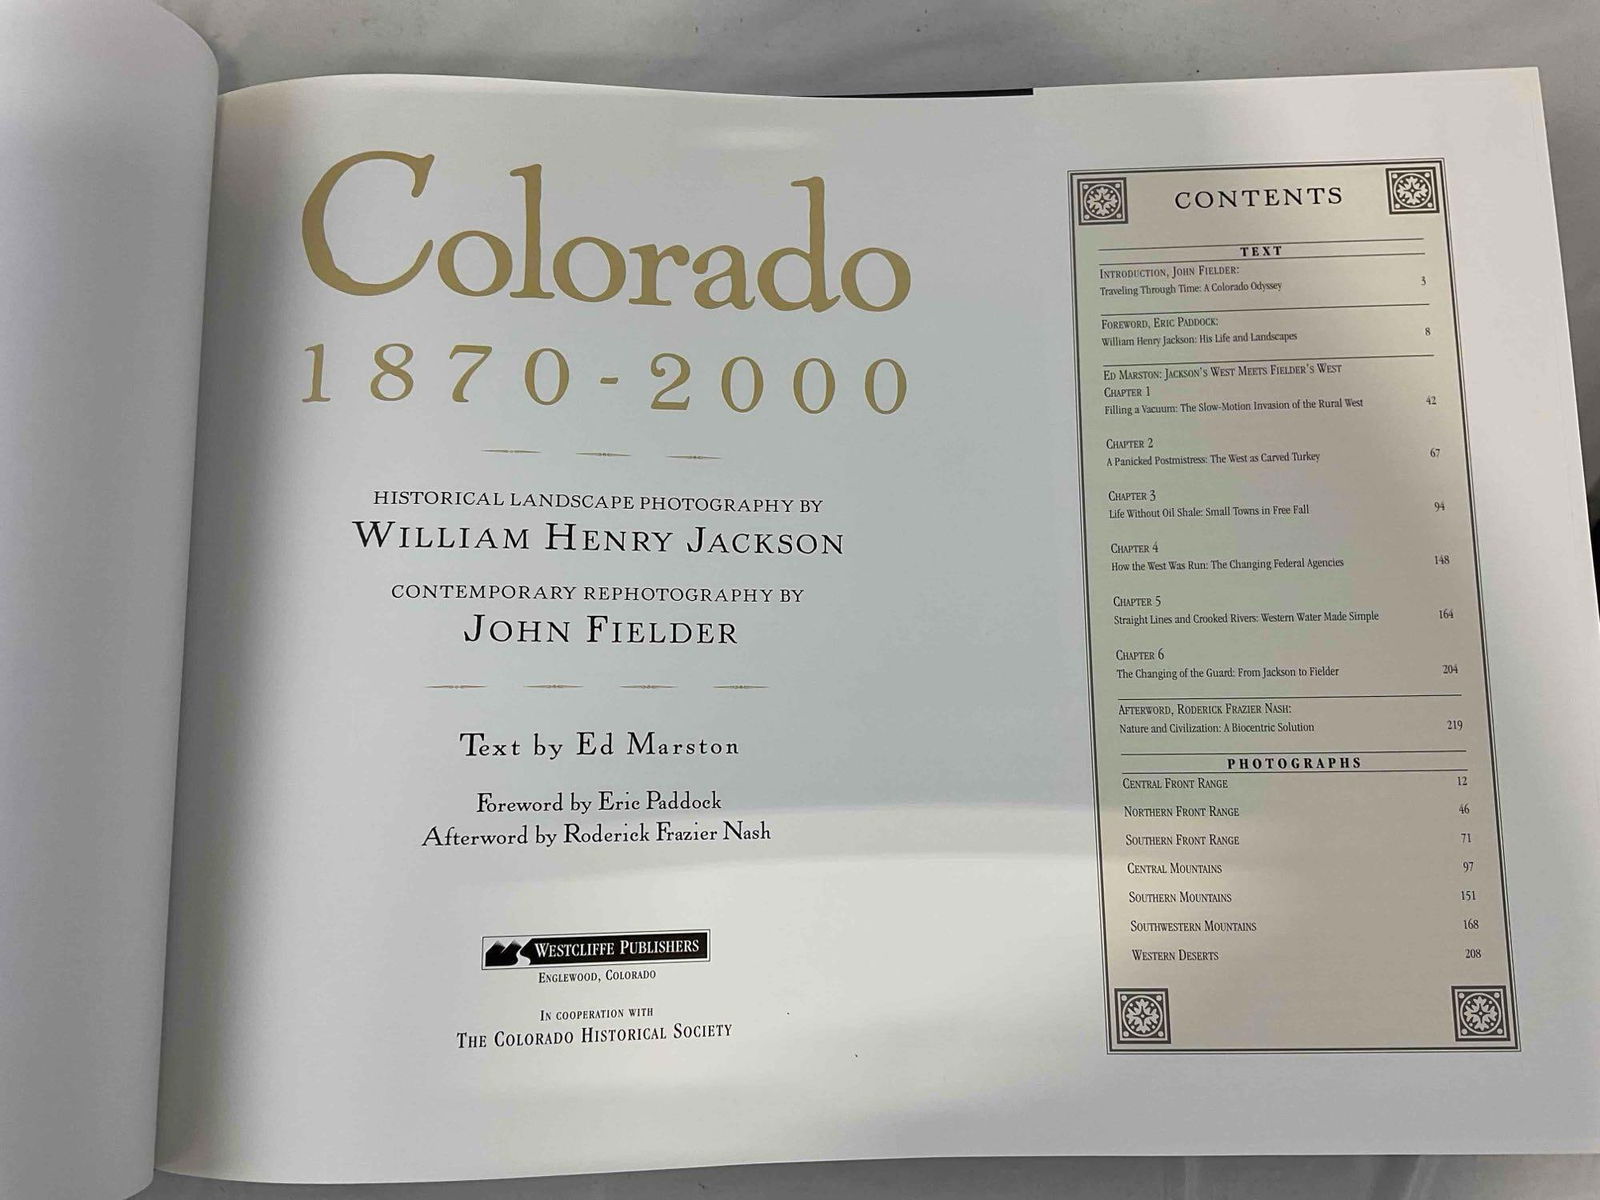 Colorado
1870-2000
HISTORICAL LANDSCAPE PHOTOGRAPHY BY
WILLIAM HENRY JACKSON
CONTEMPORARY REPHOTOGRAPHY BY
JOHN FIELDER
Text by Ed Marston
Foreword by Eric Paddock
Afterword by Roderick Frazier Nash
WESTCLIFFE PUBLISHERS
ENGLEWOOD, COLORADO
IN COOPERATION WITH
THE COLORADO HISTORICAL SOCIETY
CONTENTS
TEXT
INTRODUCTION, JOHN FIELDER:
Traveling Through Time: A Colorado Odyssey 3
FOREWORD, ERIC PADDOCK:
William Henry Jackson: His Life and Landscapes 8
ED MARSTON: JACKSON'S WEST MEETS FIELDER'S WEST
CHAPTER 1
Filling a Vacuum: The Slow-Motion Invasion of the Rural West 42
CHAPTER 2
A Panicked Postmistress: The West as Carved Turkey 67
CHAPTER 3
Life Without Oil Shale: Small Towns in Free Fall 94
CHAPTER 4
How the West Was Run: The Changing Federal Agencies 148
CHAPTER 5
Straight Lines and Crooked Rivers: Western Water Made Simple 164
CHAPTER 6
The Changing of the Guard: From Jackson to Fielder 204
AFTERWORD, RODERICK FRAZIER NASH:
Nature and Civilization: A Biocentric Solution 219
PHOTOGRAPHS
CENTRAL FRONT RANGE 12
NORTHERN FRONT RANGE 46
SOUTHERN FRONT RANGE 71
CENTRAL MOUNTAINS 97
SOUTHERN MOUNTAINS 151
SOUTHWESTERN MOUNTAINS 168
WESTERN DESERTS 208